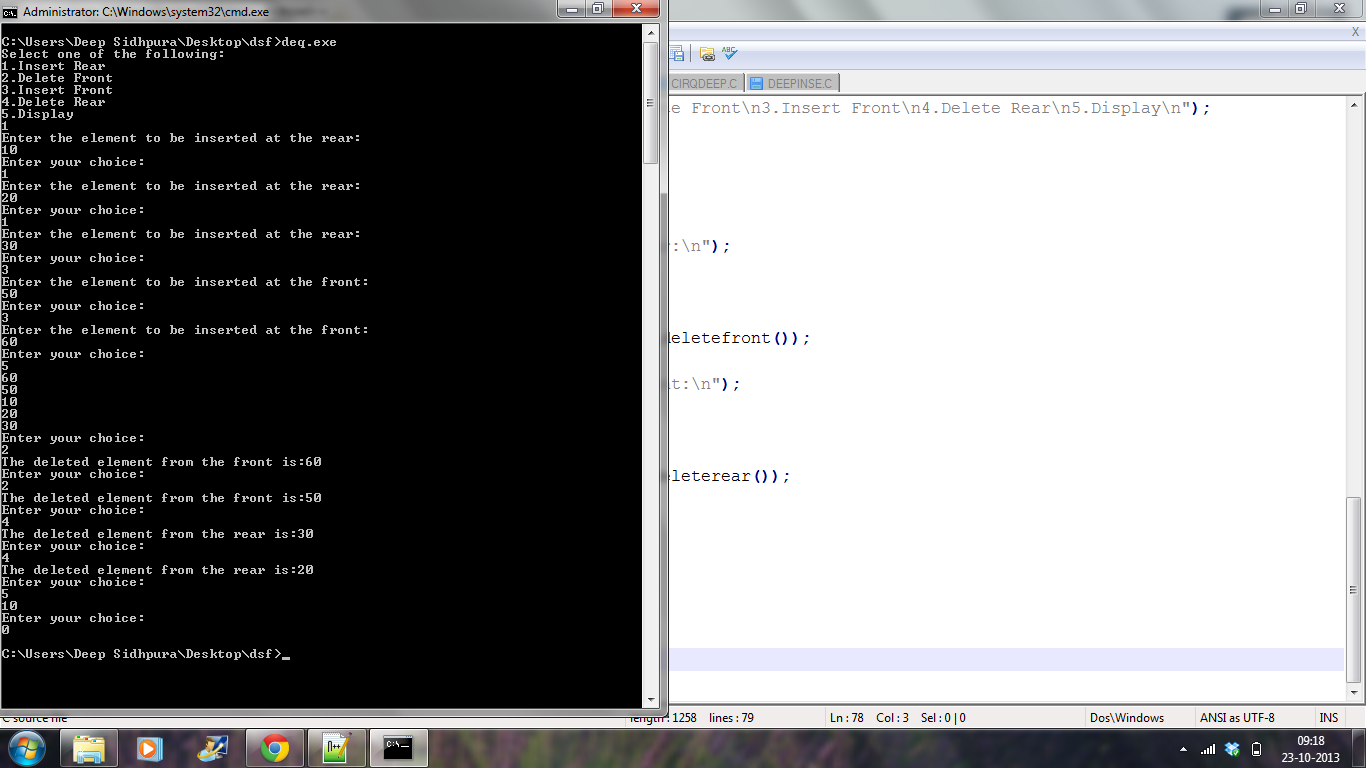 Administrator: C:\Windows\system32\cmd.exe
C:\Users\Deep Sidhpura\Desktop\dsf>deq.exe
Select one of the following:
1.Insert Rear
2.Delete Front
3.Insert Front
4.Delete Rear
5.Display
1
Enter the element to be inserted at the rear:
10
Enter your choice:
1
Enter the element to be inserted at the rear:
20
Enter your choice:
1
Enter the element to be inserted at the rear:
30
Enter your choice:
3
Enter the element to be inserted at the front:
50
Enter your choice:
3
Enter the element to be inserted at the front:
60
Enter your choice:
5
60
50
10
20
30
Enter your choice:
2
The deleted element from the front is:60
Enter your choice:
2
The deleted element from the front is:50
Enter your choice:
4
The deleted element from the rear is:30
Enter your choice:
4
The deleted element from the rear is:20
Enter your choice:
5
10
Enter your choice:
0
C:\Users\Deep Sidhpura\Desktop\dsf>_
X
ABC
CIRQDEEP.C DEEPINSE.C
e Front\n3.Insert Front\n4.Delete Rear\n5.Display\n");
:\n");
deletefront());
t:\n");
eleterear());
C source file length : 1258 lines : 79 Ln : 78 Col : 3 Sel : 0 | 0 Dos\Windows ANSI as UTF-8 INS
09:18
23-10-2013